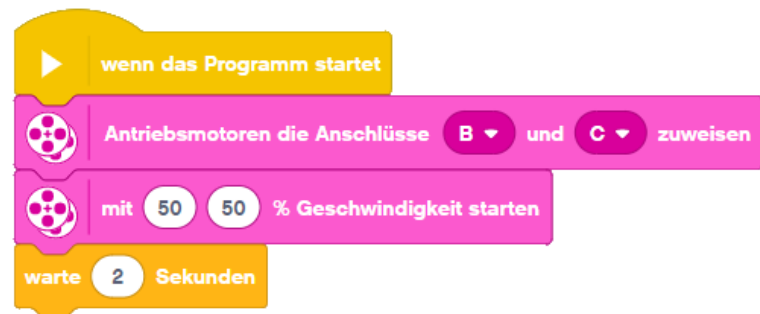 wenn das Programm startet
Antriebsmotoren die Anschlüsse B und C zuweisen
mit 50 50 % Geschwindigkeit starten
warte 2 Sekunden